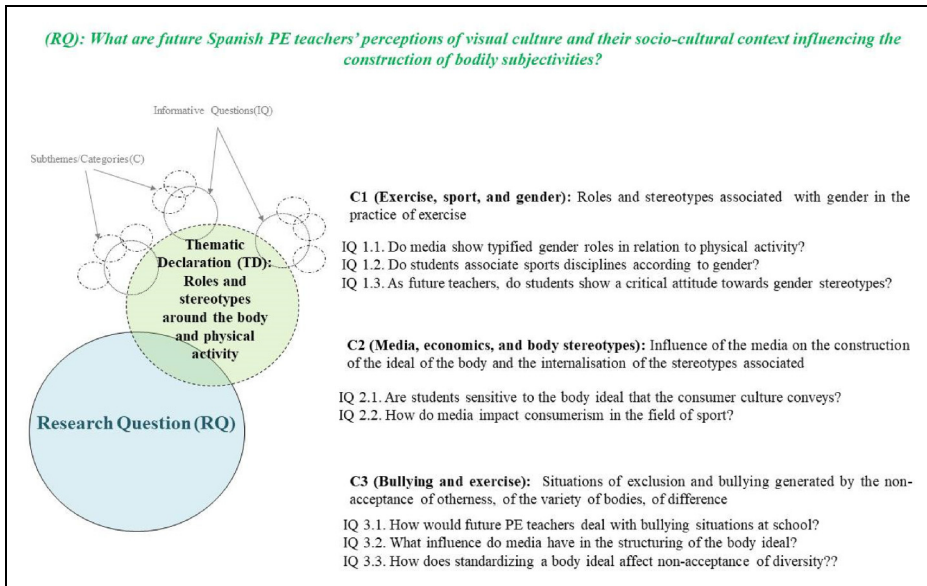 (RQ): What are future Spanish PE teachers' perceptions of visual culture and their socio-cultural context influencing the
construction of bodily subjectivities?
Informative Questions(IQ)
Subthemes/Categories(C)
Thematic
Declaration (TD):
Roles and
stereotypes
around the body
and physical
activity
Research Question (RQ)
C1 (Exercise, sport, and gender): Roles and stereotypes associated with gender in the
practice of exercise
IQ 1.1. Do media show typified gender roles in relation to physical activity?
IQ 1.2. Do students associate sports disciplines according to gender?
IQ 1.3. As future teachers, do students show a critical attitude towards gender stereotypes?
C2 (Media, economics, and body stereotypes): Influence of the media on the construction
of the ideal of the body and the internalisation of the stereotypes associated
IQ 2.1. Are students sensitive to the body ideal that the consumer culture conveys?
IQ 2.2. How do media impact consumerism in the field of sport?
C3 (Bullying and exercise): Situations of exclusion and bullying generated by the non-
acceptance of otherness, of the variety of bodies, of difference
IQ 3.1. How would future PE teachers deal with bullying situations at school?
IQ 3.2. What influence do media have in the structuring of the body ideal?
IQ 3.3. How does standardizing a body ideal affect non-acceptance of diversity??